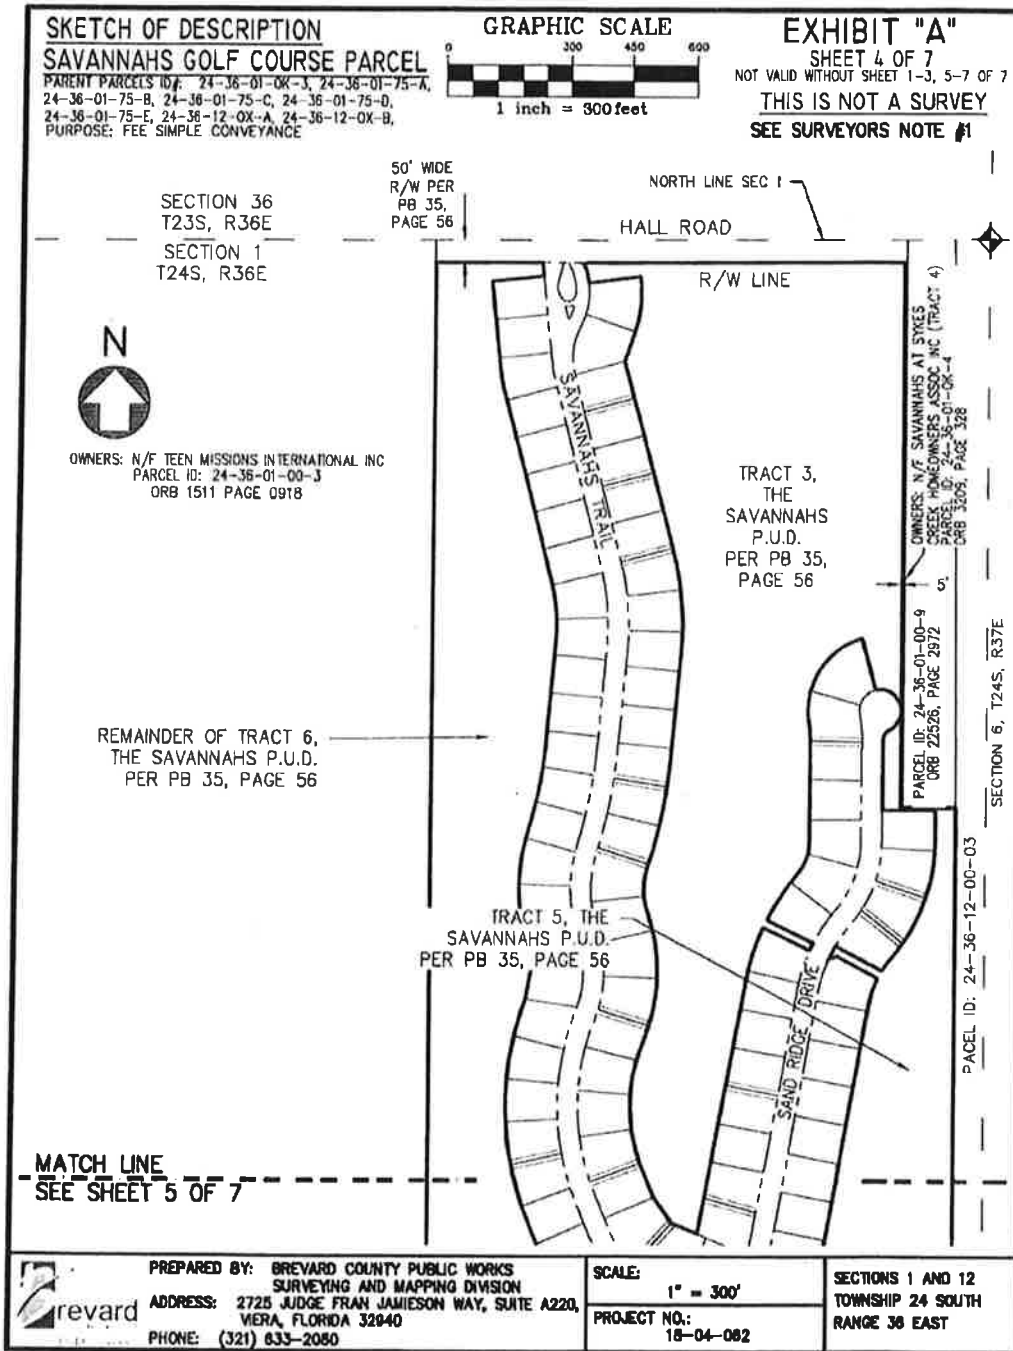 SKETCH OF DESCRIPTION
SAVANNAHS GOLF COURSE PARCEL
PARENT PARCELS ID#: 24-36-01-0K-3, 24-36-01-75-A,
24-36-01-75-B, 24-36-01-75-C, 24-36-01-75-D,
24-36-01-75-E, 24-36-12-0X-A, 24-36-12-0X-B,
PURPOSE: FEE SIMPLE CONVEYANCE
GRAPHIC SCALE
0 300 450 600
1 inch = 300 feet
EXHIBIT "A"
SHEET 4 OF 7
NOT VALID WITHOUT SHEET 1-3, 5-7 OF 7
THIS IS NOT A SURVEY
SEE SURVEYORS NOTE #1
50' WIDE
R/W PER
PB 35,
PAGE 56
NORTH LINE SEC 1
SECTION 36
T23S, R36E
HALL ROAD
SECTION 1
T24S, R36E
R/W LINE
N
OWNERS: N/F TEEN MISSIONS INTERNATIONAL INC
PARCEL ID: 24-36-01-00-3
ORB 1511 PAGE 0918
SAVANNAHS TRAIL
TRACT 3,
THE
SAVANNAHS
P.U.D.
PER PB 35,
PAGE 56
OWNERS: N/F SAVANNAHS AT SYKES
CREEK HOMEOWNERS ASSOC INC (TRACT 4)
PARCEL ID: 24-36-01-0K-4
ORB 3209, PAGE 328
5'
PARCEL ID: 24-36-01-00-9
ORB 22526, PAGE 2972
SECTION 6, T24S, R37E
REMAINDER OF TRACT 6,
THE SAVANNAHS P.U.D.
PER PB 35, PAGE 56
TRACT 5, THE
SAVANNAHS P.U.D.
PER PB 35, PAGE 56
SAND RIDGE DRIVE
PACEL ID: 24-36-12-00-03
MATCH LINE
SEE SHEET 5 OF 7
Brevard
PREPARED BY: BREVARD COUNTY PUBLIC WORKS
SURVEYING AND MAPPING DIVISION
ADDRESS: 2725 JUDGE FRAN JAMIESON WAY, SUITE A220,
VIERA, FLORIDA 32940
PHONE: (321) 633-2080
SCALE:
1" = 300'
PROJECT NO.:
18-04-062
SECTIONS 1 AND 12
TOWNSHIP 24 SOUTH
RANGE 36 EAST